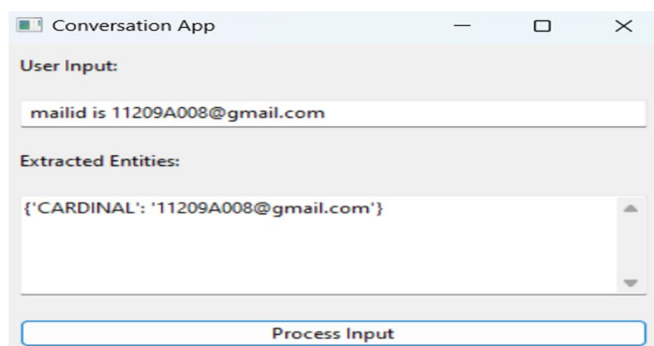 Conversation App
User Input:
mailid is 11209A008@gmail.com
Extracted Entities:
{'CARDINAL': '11209A008@gmail.com'}
Process Input